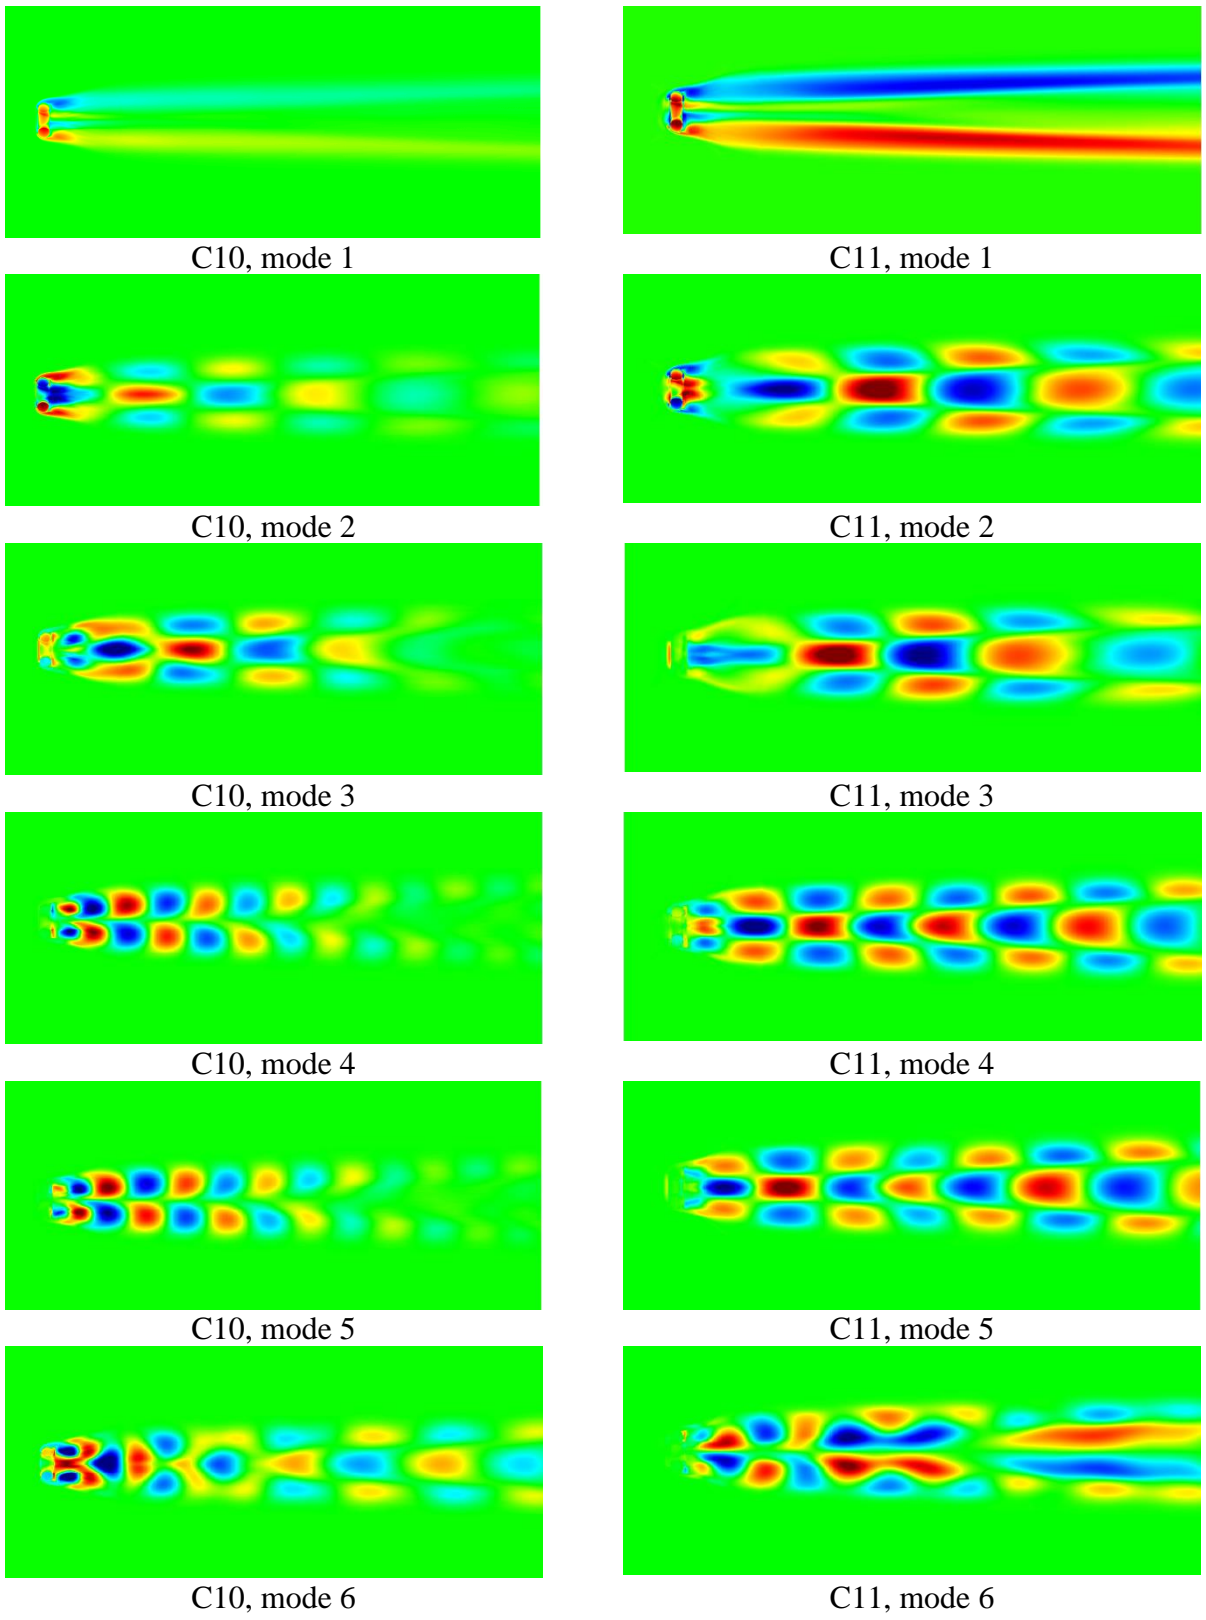 C10, mode 1
C11, mode 1
C10, mode 2
C11, mode 2
C10, mode 3
C11, mode 3
C10, mode 4
C11, mode 4
C10, mode 5
C11, mode 5
C10, mode 6
C11, mode 6